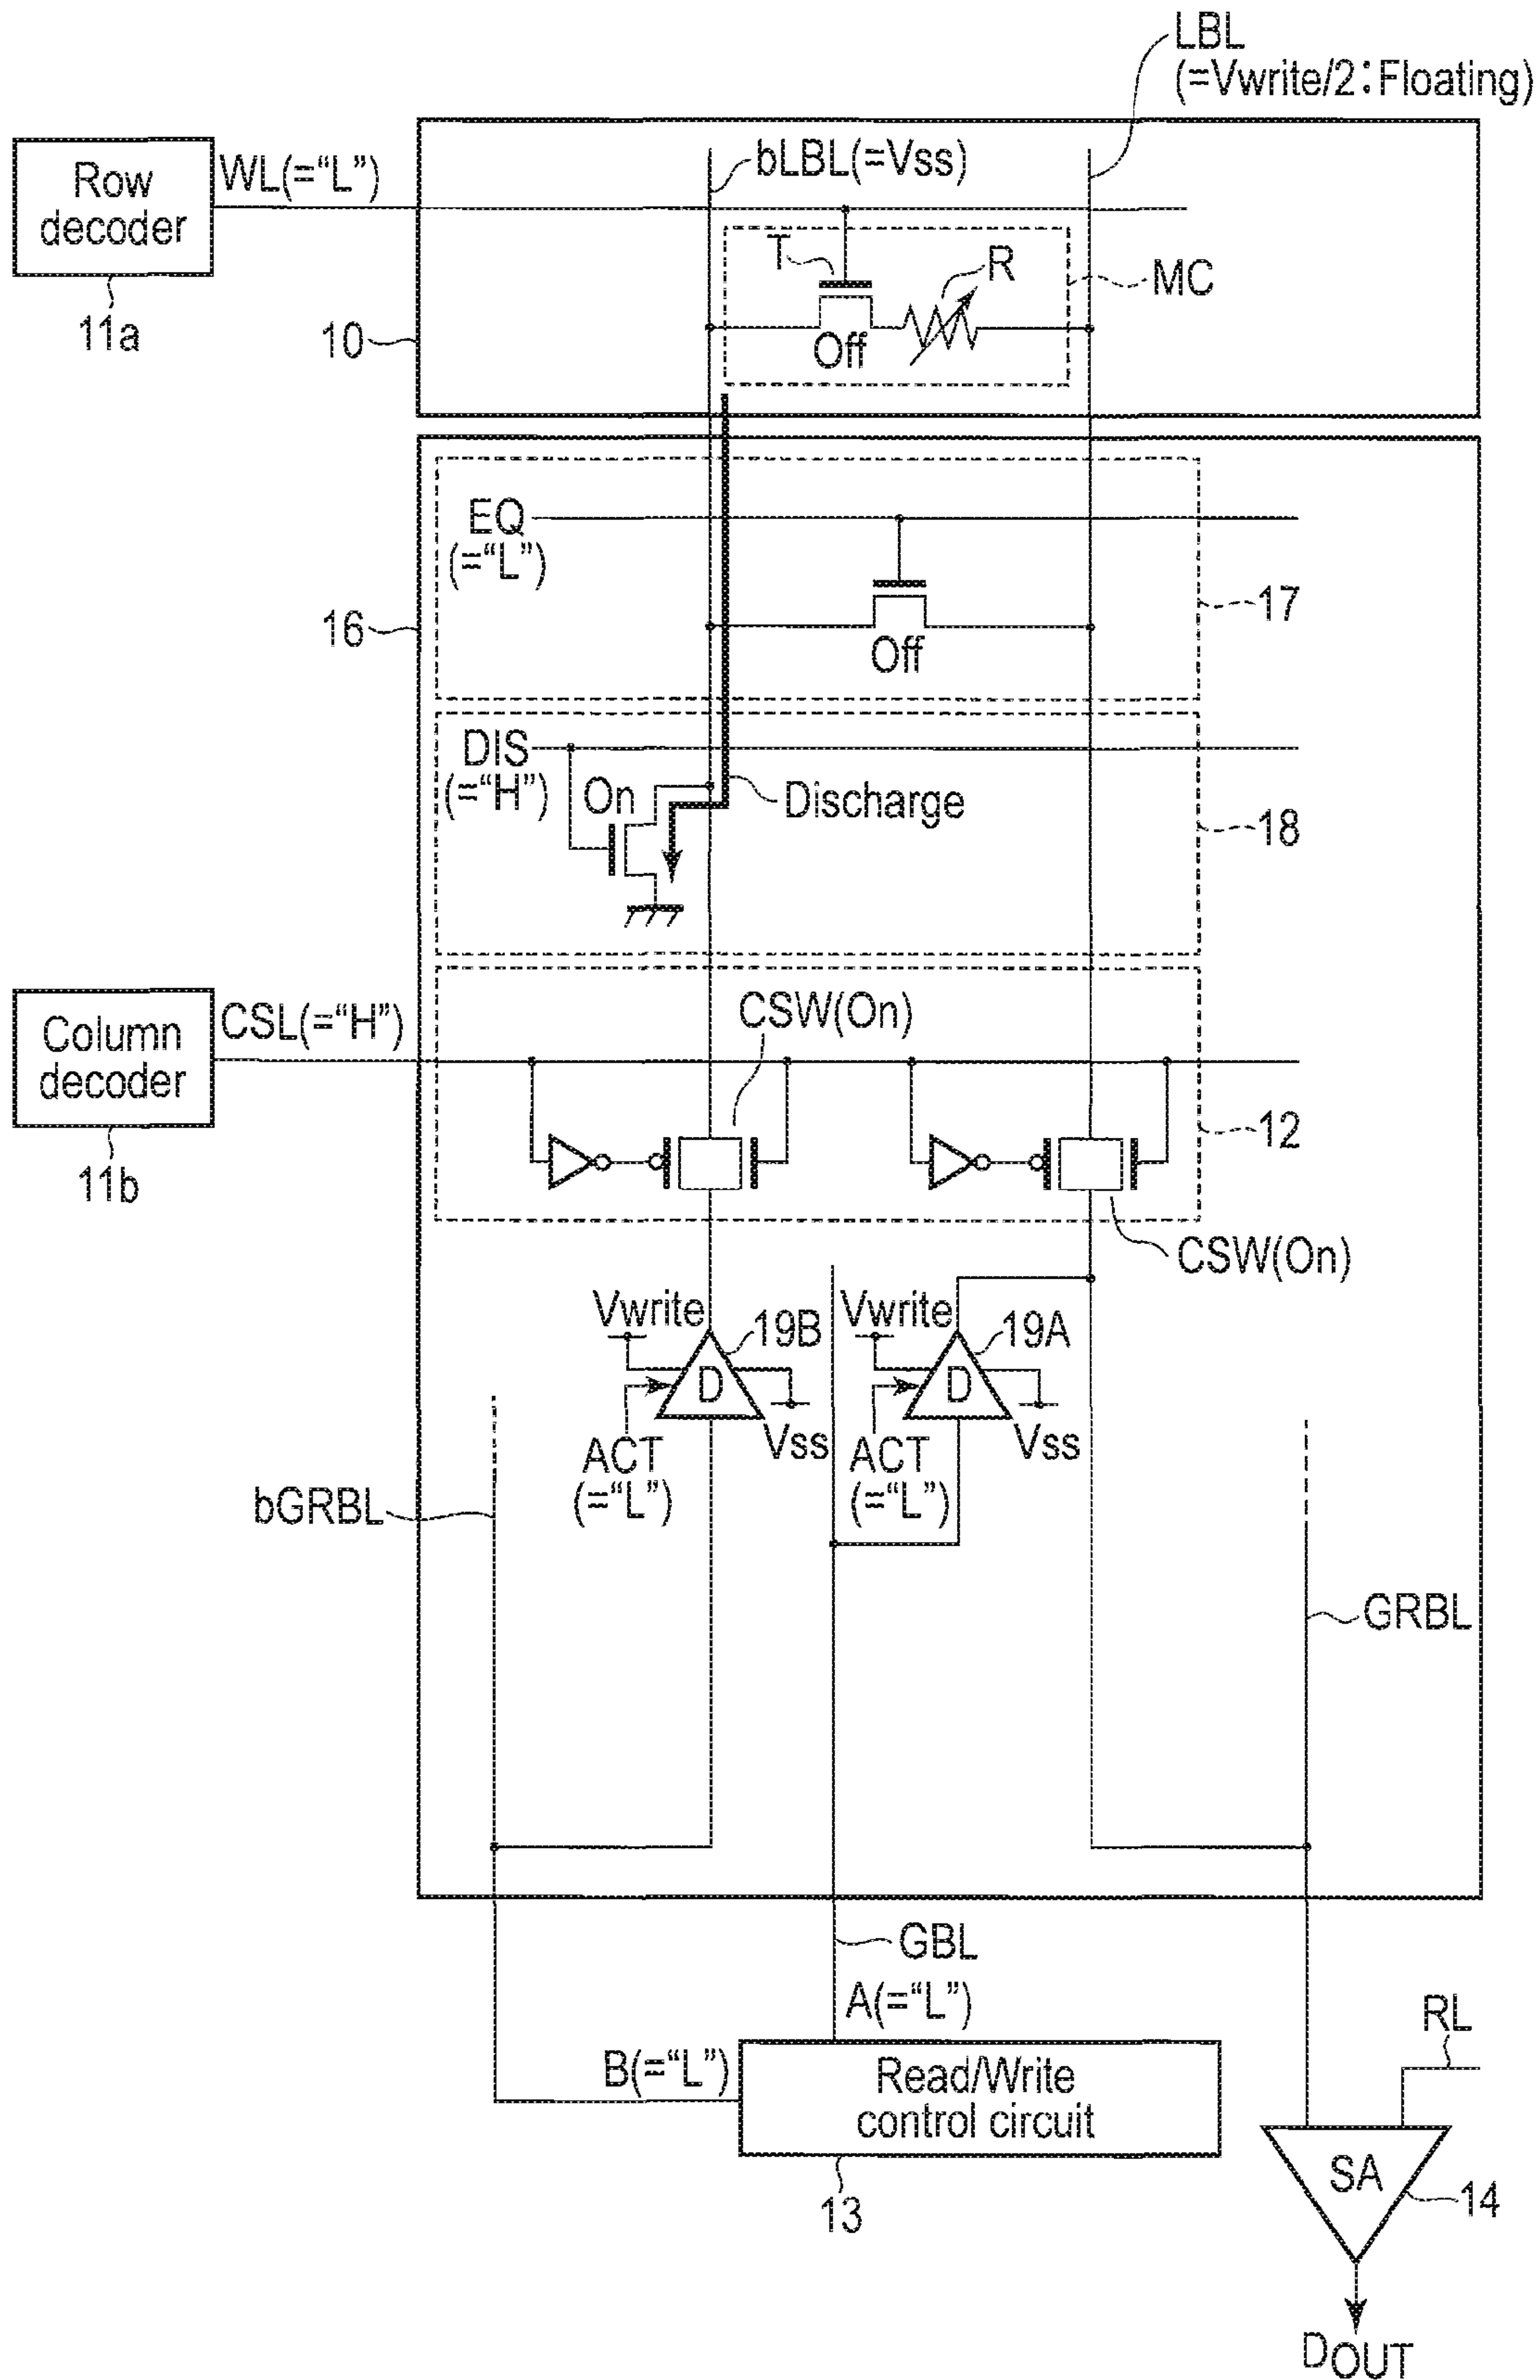 LBL
(=Vwrite/2:Floating)
Row
decoder
WL(=“L”)
11a
10
bLBL(=Vss)
T
R
MC
Off
EQ
(=“L”)
16
17
Off
DIS
(=“H”)
On
Discharge
18
Column
decoder
CSL(=“H”)
11b
CSW(On)
12
CSW(On)
Vwrite
19B
Vwrite
19A
D
D
Vss
Vss
ACT
(=“L”)
ACT
(=“L”)
bGRBL
GRBL
GBL
A(=“L”)
B(=“L”)
Read/Write
control circuit
13
RL
SA
14
DOUT